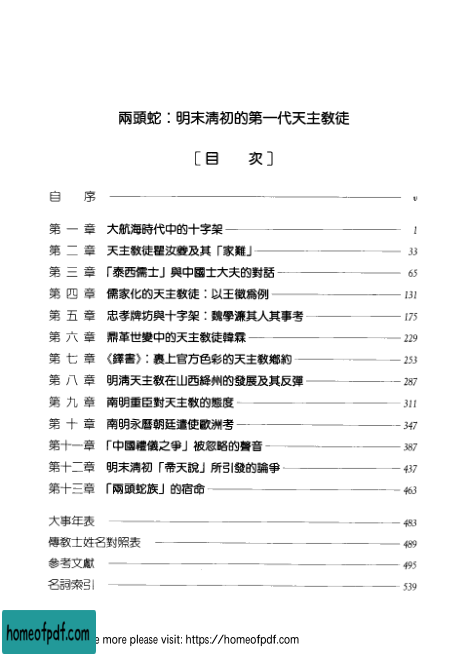 兩頭蛇：明末清初的第一代天主教徒
［目 次］
自 序 v
第一章 大航海時代中的十字架 1
第二章 天主教徒瞿汝夔及其「家難」 33
第三章 「泰西儒士」與中國士大夫的對話 65
第四章 儒家化的天主教徒：以王徵為例 131
第五章 忠孝牌坊與十字架：魏學濂其人其事考 175
第六章 鼎革世變中的天主教徒韓霖 229
第七章 《鐸書》：裹上官方色彩的天主教鄉約 253
第八章 明清天主教在山西絳州的發展及其反彈 287
第九章 南明重臣對天主教的態度 311
第十章 南明永曆朝廷遣使歐洲考 347
第十一章 「中國禮儀之爭」被忽略的聲音 387
第十二章 明末清初「帝天說」所引發的論爭 437
第十三章 「兩頭蛇族」的宿命 463
大事年表 483
傳教士姓名對照表 489
參考文獻 495
名詞索引 539
homeofpdf.com
e more please visit: https://homeofpdf.com